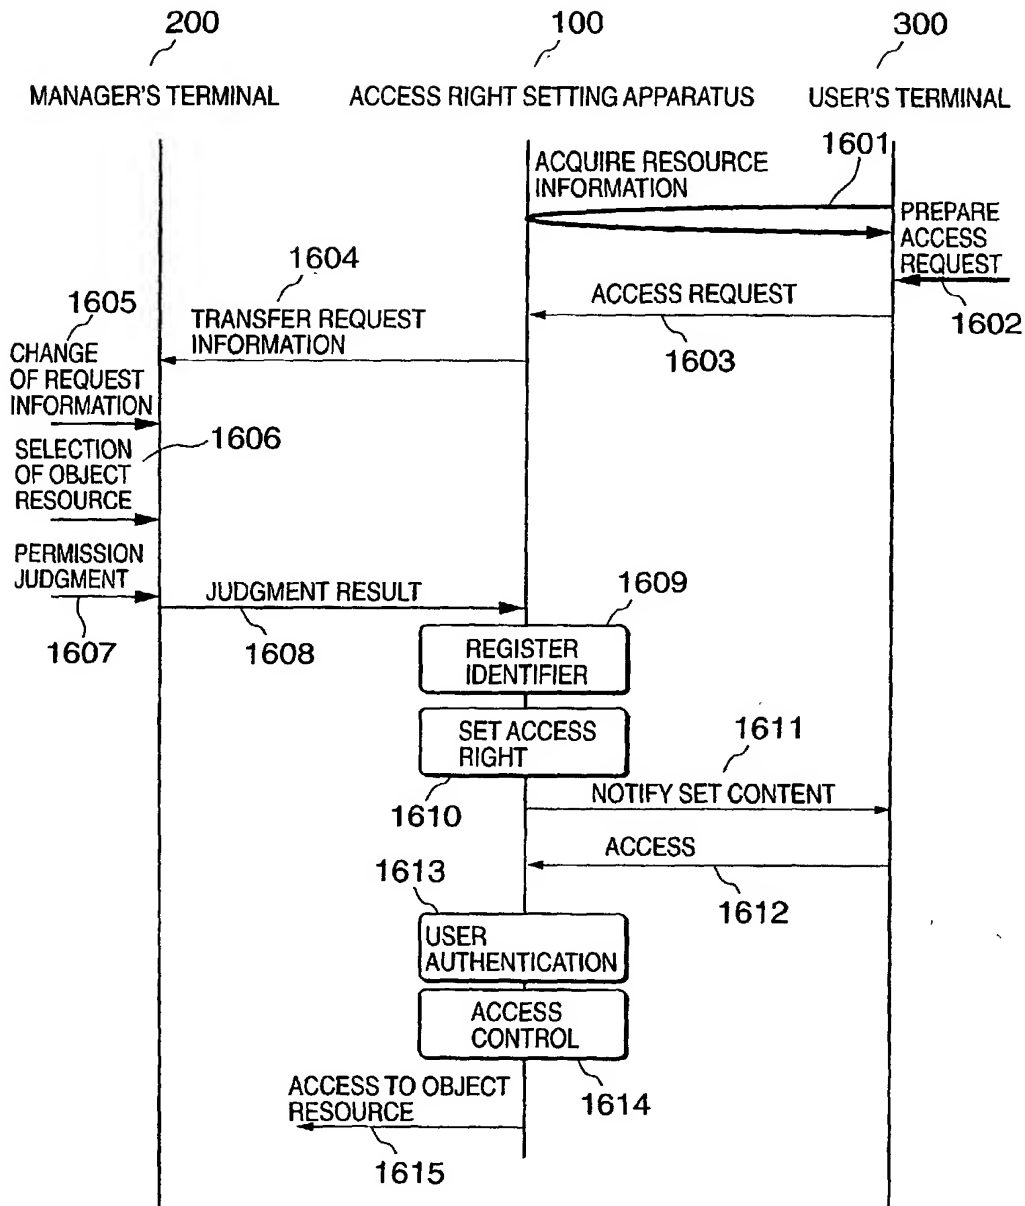 200
100
300
MANAGER'S TERMINAL
ACCESS RIGHT SETTING APPARATUS
USER'S TERMINAL
1601
ACQUIRE RESOURCE
INFORMATION
PREPARE
ACCESS
REQUEST
1602
ACCESS REQUEST
1603
1604
TRANSFER REQUEST
INFORMATION
1605
CHANGE
OF REQUEST
INFORMATION
1606
SELECTION
OF OBJECT
RESOURCE
PERMISSION
JUDGMENT
1607
JUDGMENT RESULT
1608
1609
REGISTER
IDENTIFIER
SET ACCESS
RIGHT
1610
1611
NOTIFY SET CONTENT
ACCESS
1612
1613
USER
AUTHENTICATION
ACCESS
CONTROL
1614
ACCESS TO OBJECT
RESOURCE
1615